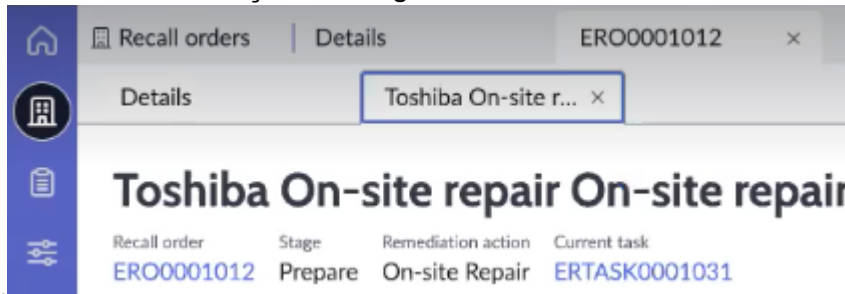 Recall orders | Details ERO0001012 ×
Details Toshiba On-site r... ×
Toshiba On-site repair On-site repair
Recall order Stage Remediation action Current task
ERO0001012 Prepare On-site Repair ERTASK0001031